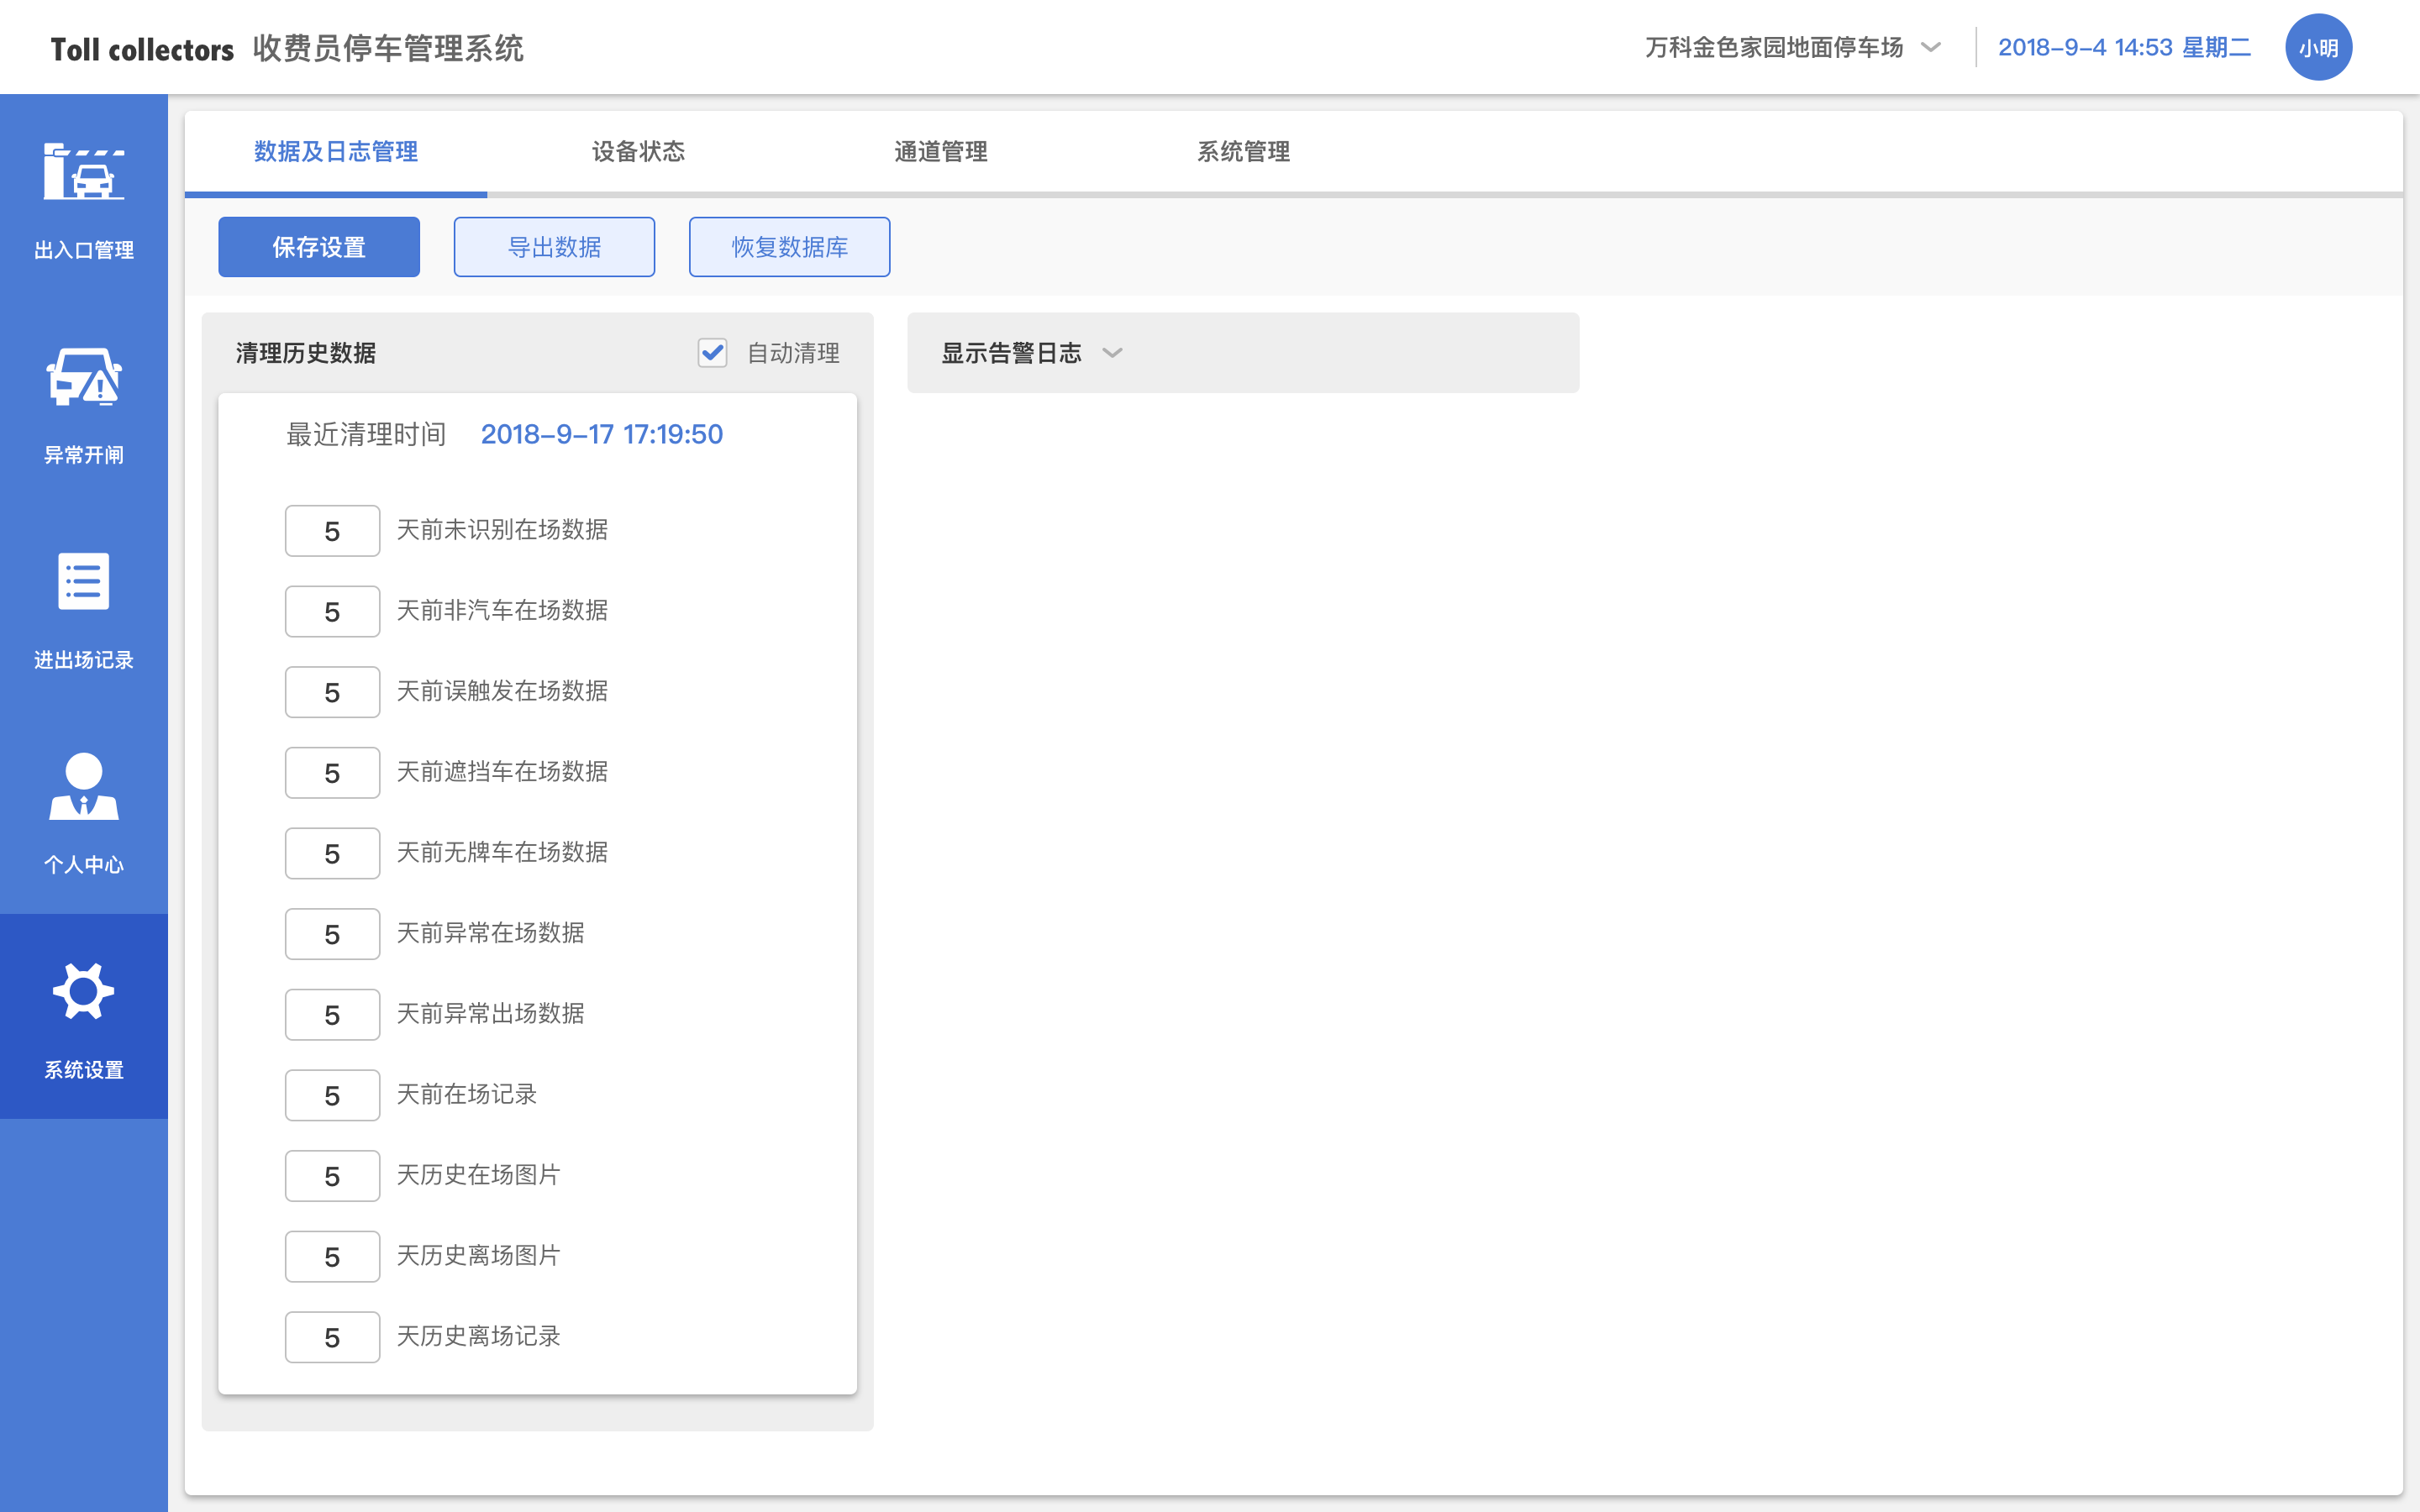 Toll collectors 收费员停车管理系统
万科金色家园地面停车场
2018-9-4 14:53 星期二
小明
出入口管理
异常开闸
进出场记录
个人中心
系统设置
数据及日志管理 设备状态 通道管理 系统管理
保存设置 导出数据 恢复数据库
清理历史数据 自动清理
最近清理时间 2018-9-17 17:19:50
5 天前未识别在场数据
5 天前非汽车在场数据
5 天前误触发在场数据
5 天前遮挡车在场数据
5 天前无牌车在场数据
5 天前异常在场数据
5 天前异常出场数据
5 天前在场记录
5 天历史在场图片
5 天历史离场图片
5 天历史离场记录
显示告警日志